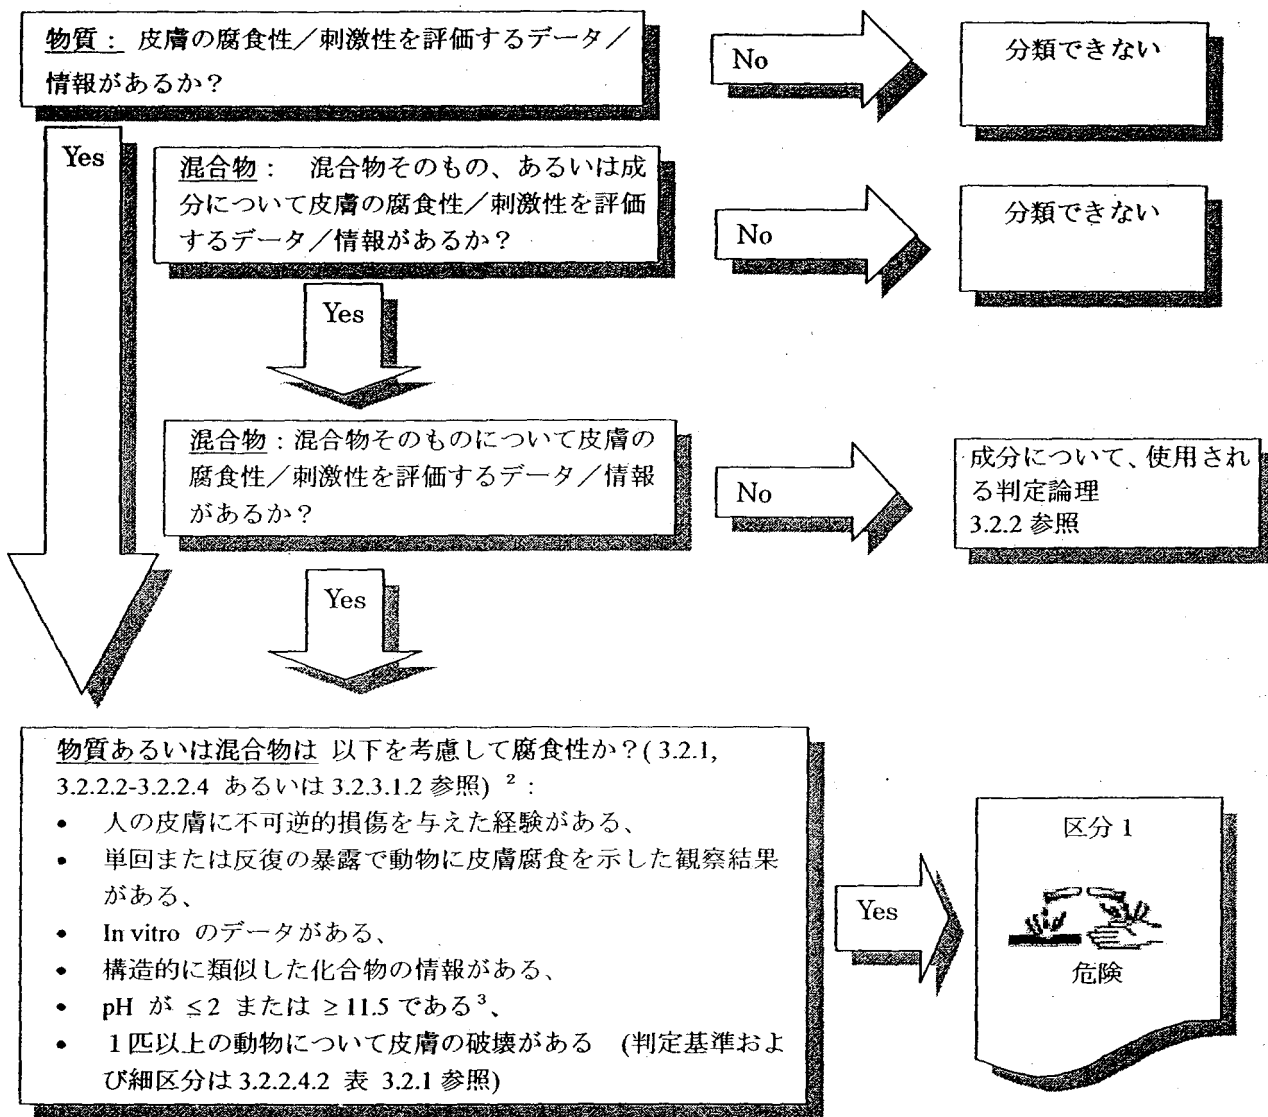 物質： 皮膚の腐食性／刺激性を評価するデータ／
情報があるか？
No
分類できない
Yes
混合物： 混合物そのもの、あるいは成
分について皮膚の腐食性／刺激性を評価
するデータ／情報があるか？
No
分類できない
Yes
混合物：混合物そのものについて皮膚の
腐食性／刺激性を評価するデータ／情報
があるか？
No
成分について、使用され
る判定論理
3.2.2 参照
Yes
物質あるいは混合物は 以下を考慮して腐食性か？( 3.2.1,
3.2.2.2-3.2.2.4 あるいは 3.2.3.1.2 参照) ²：
• 人の皮膚に不可逆的損傷を与えた経験がある、
• 単回または反復の暴露で動物に皮膚腐食を示した観察結果
がある、
• In vitro のデータがある、
• 構造的に類似した化合物の情報がある、
• pH が ≤2 または ≥11.5 である³、
• 1匹以上の動物について皮膚の破壊がある (判定基準およ
び細区分は 3.2.2.4.2 表 3.2.1 参照)
Yes
区分 1
危険